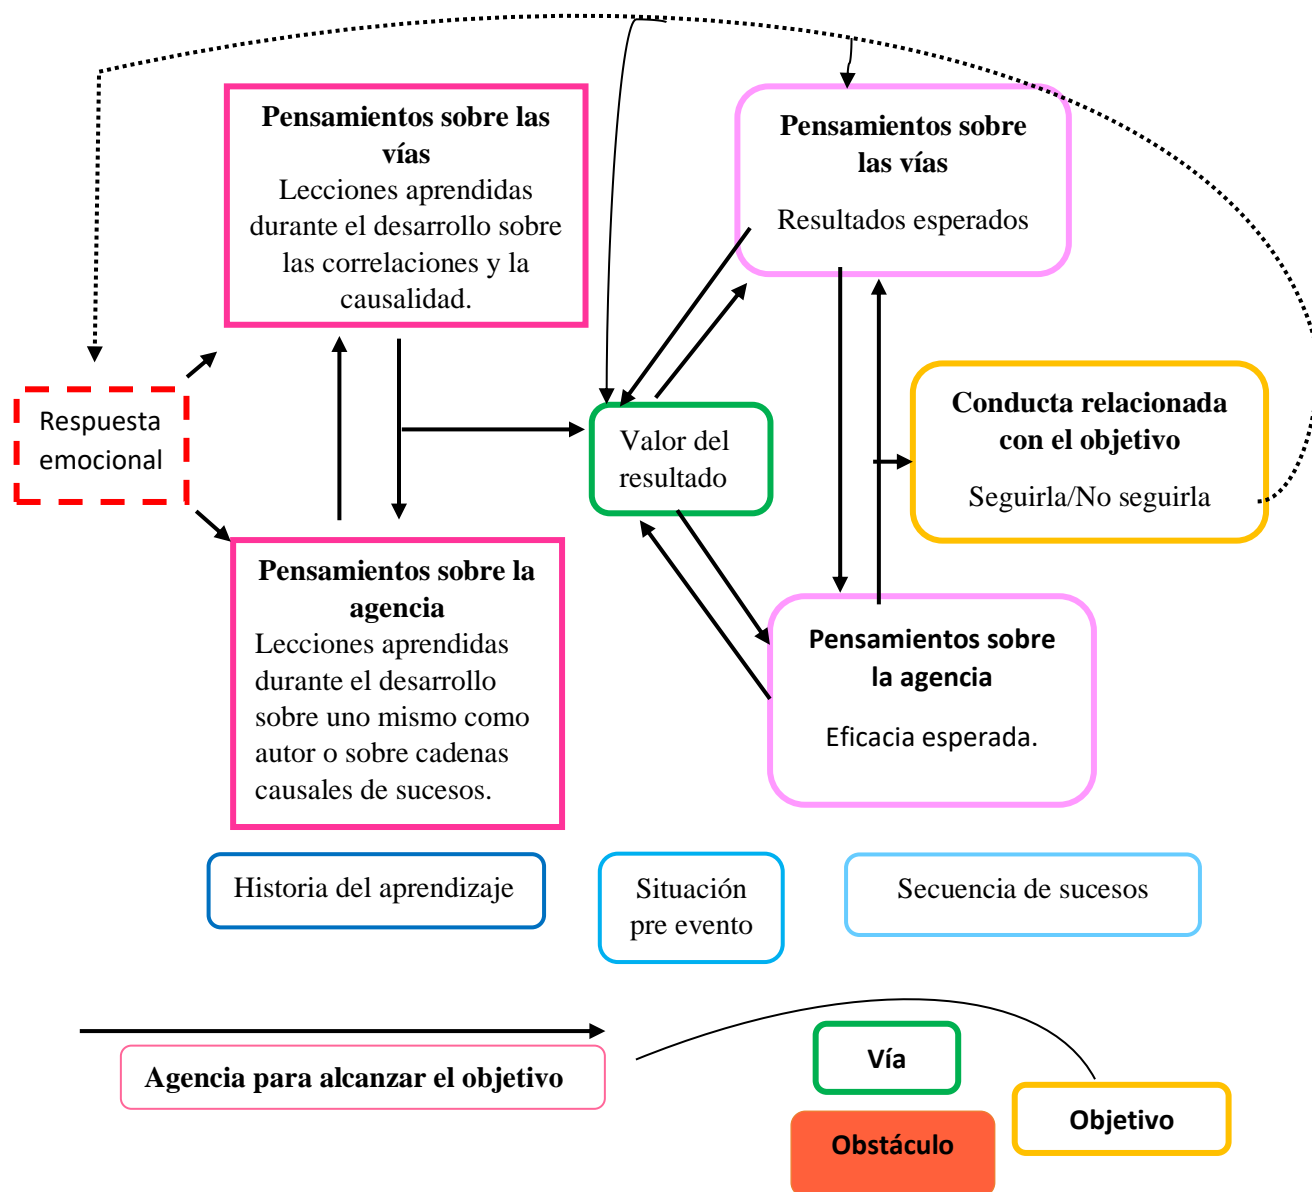 Pensamientos sobre las
vías
Lecciones aprendidas
durante el desarrollo sobre
las correlaciones y la
causalidad.
Pensamientos sobre
las vías
Resultados esperados
Respuesta
emocional
Valor del
resultado
Conducta relacionada
con el objetivo
Seguirla/No seguirla
Pensamientos sobre la
agencia
Lecciones aprendidas
durante el desarrollo
sobre uno mismo como
autor o sobre cadenas
causales de sucesos.
Pensamientos sobre
la agencia
Eficacia esperada.
Historia del aprendizaje
Situación
pre evento
Secuencia de sucesos
Agencia para alcanzar el objetivo
Vía
Obstáculo
Objetivo